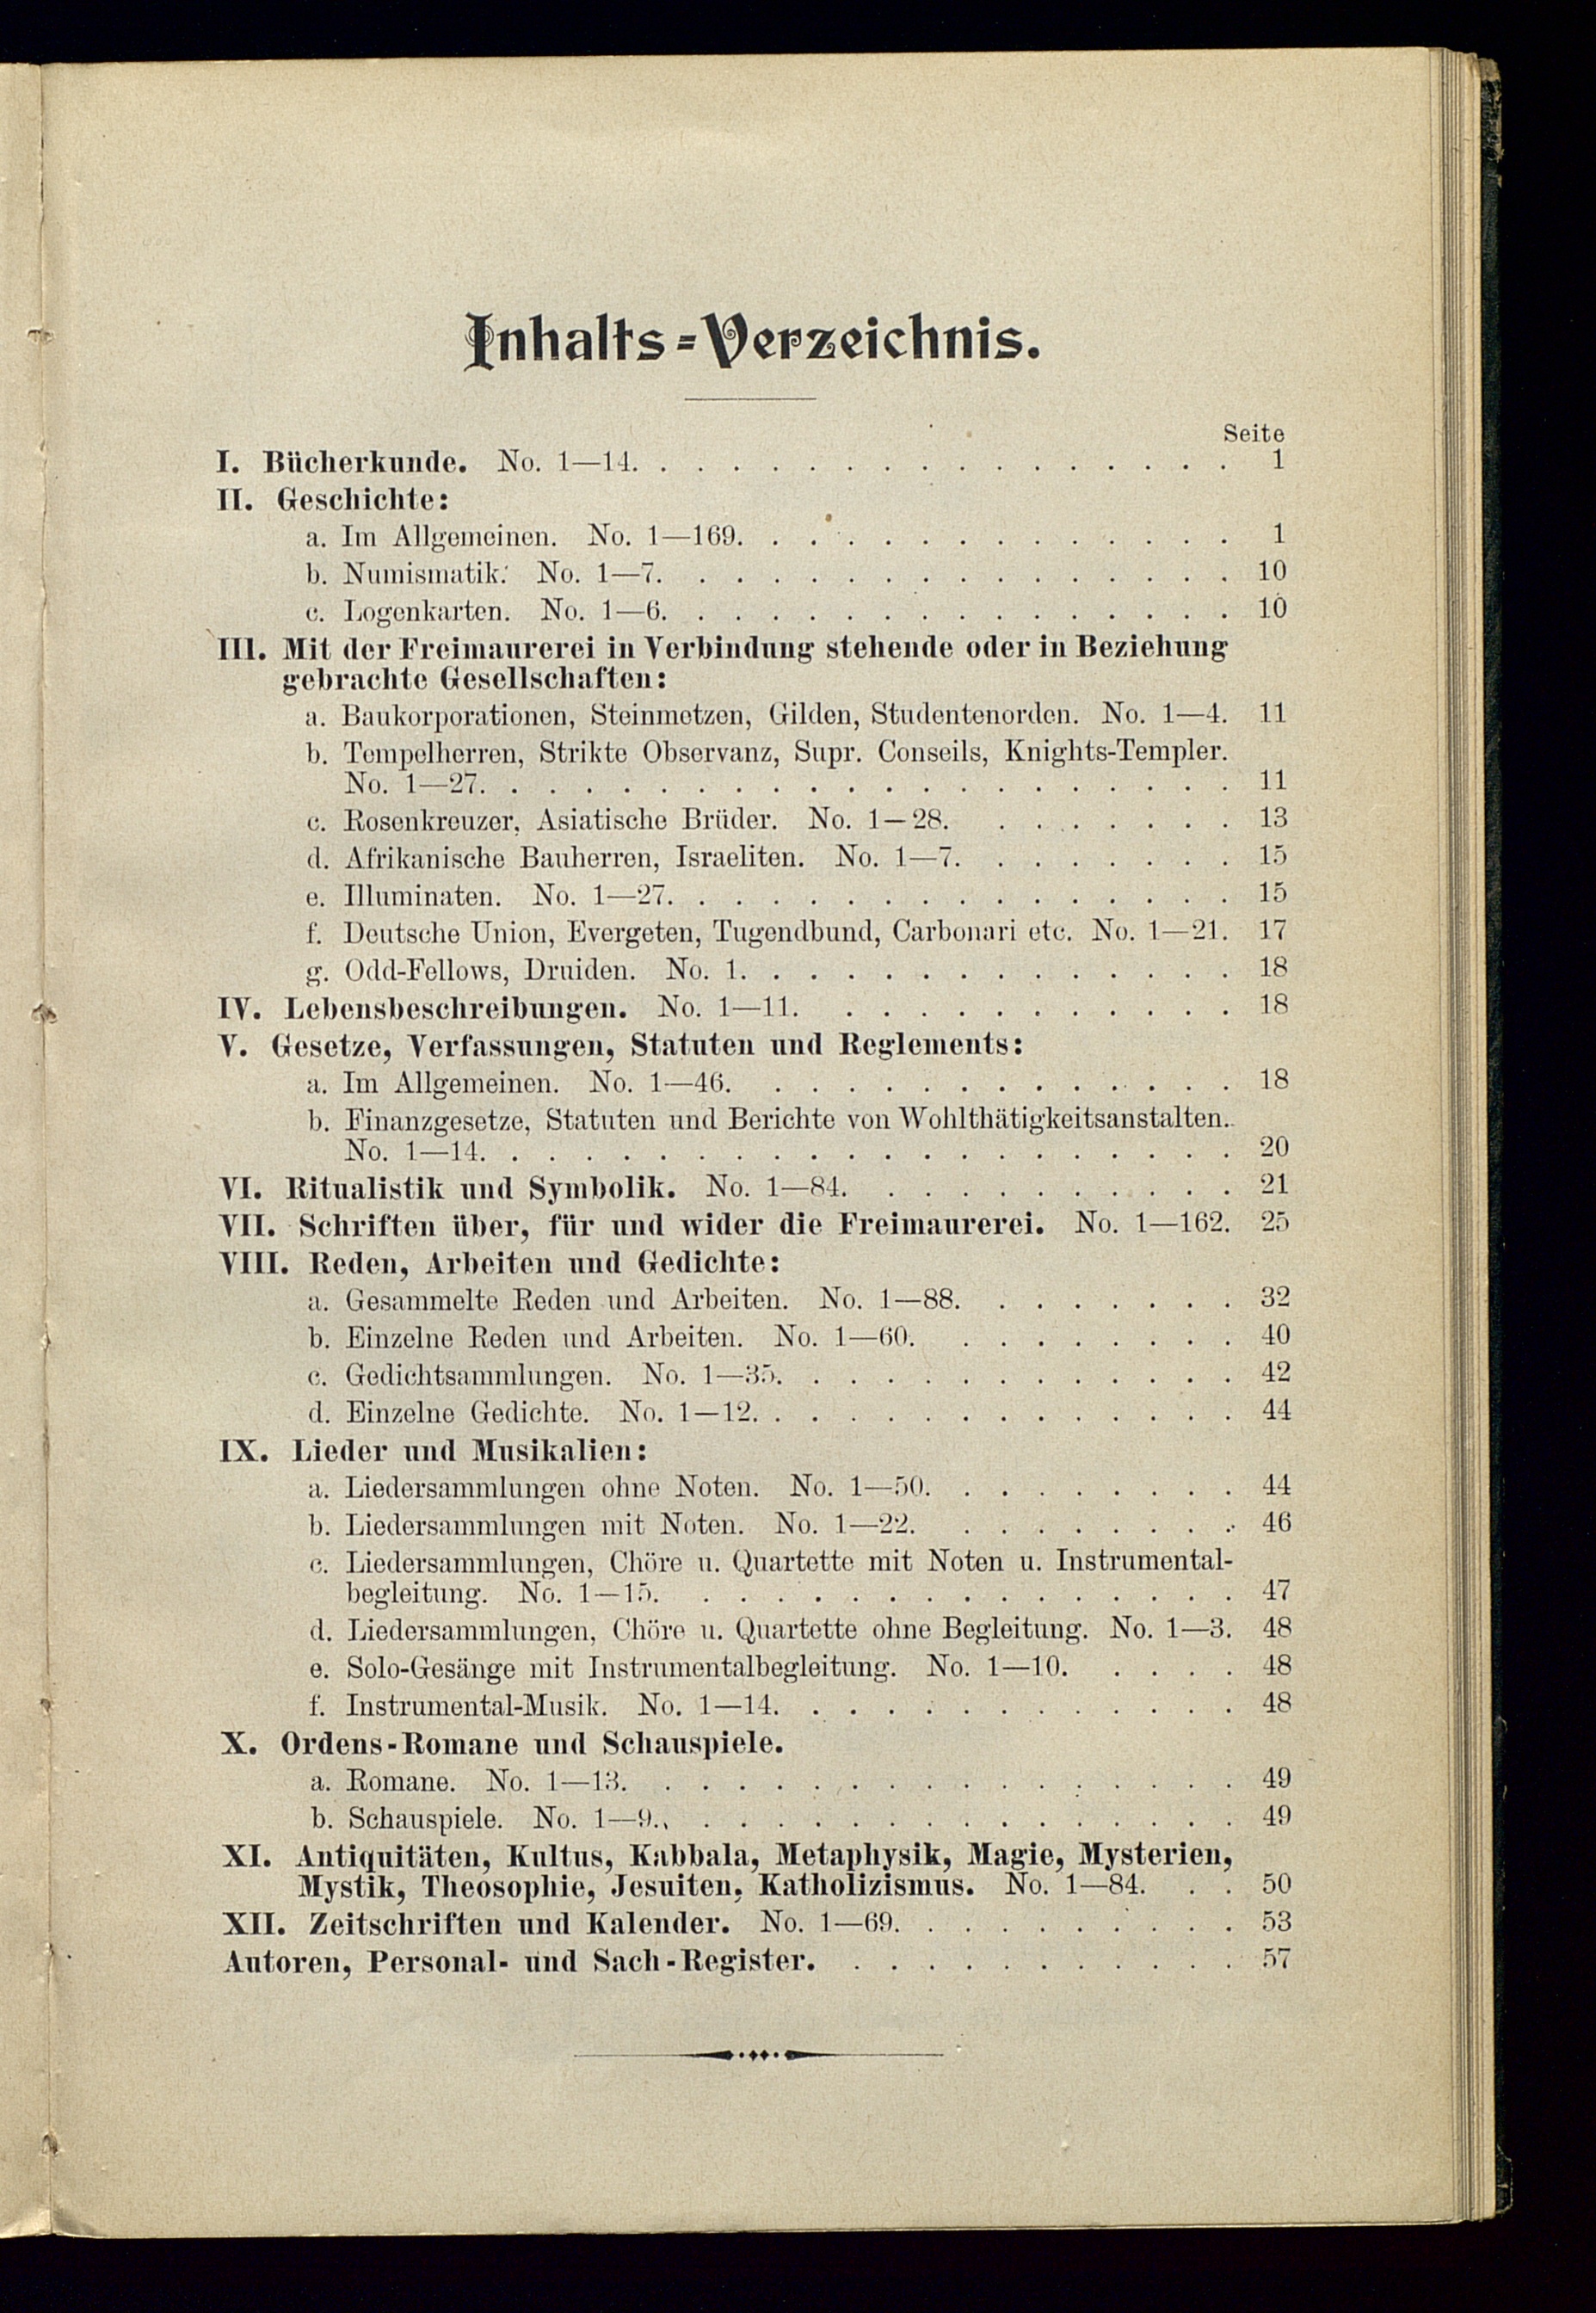 Inhalts-Verzeichnis.
Seite
I. Bücherkunde. No. 1—14. . . . . . . . . . . . . . . . . 1
II. Geschichte:
a. Im Allgemeinen. No. 1—169. . . . . . . . . . . . . . 1
b. Numismatik. No. 1—7. . . . . . . . . . . . . . . . 10
c. Logenkarten. No. 1—6. . . . . . . . . . . . . . . . 10
III. Mit der Freimaurerei in Verbindung stehende oder in Beziehung
gebrachte Gesellschaften:
a. Baukorporationen, Steinmetzen, Gilden, Studentenorden. No. 1—4. 11
b. Tempelherren, Strikte Observanz, Supr. Conseils, Knights-Templer.
No. 1—27. . . . . . . . . . . . . . . . . . . . . 11
c. Rosenkreuzer, Asiatische Brüder. No. 1—28. . . . . . . . 13
d. Afrikanische Bauherren, Israeliten. No. 1—7. . . . . . . . 15
e. Illuminaten. No. 1—27. . . . . . . . . . . . . . . . 15
f. Deutsche Union, Evergeten, Tugendbund, Carbonari etc. No. 1—21. 17
g. Odd-Fellows, Druiden. No. 1. . . . . . . . . . . . . . 18
IV. Lebensbeschreibungen. No. 1—11. . . . . . . . . . . . 18
V. Gesetze, Verfassungen, Statuten und Reglements:
a. Im Allgemeinen. No. 1—46. . . . . . . . . . . . . . 18
b. Finanzgesetze, Statuten und Berichte von Wohlthätigkeitsanstalten.
No. 1—14. . . . . . . . . . . . . . . . . . . . . 20
VI. Ritualistik und Symbolik. No. 1—84. . . . . . . . . . . 21
VII. Schriften über, für und wider die Freimaurerei. No. 1—162. 25
VIII. Reden, Arbeiten und Gedichte:
a. Gesammelte Reden und Arbeiten. No. 1—88. . . . . . . . 32
b. Einzelne Reden und Arbeiten. No. 1—60. . . . . . . . . 40
c. Gedichtsammlungen. No. 1—35. . . . . . . . . . . . . 42
d. Einzelne Gedichte. No. 1—12. . . . . . . . . . . . . . 44
IX. Lieder und Musikalien:
a. Liedersammlungen ohne Noten. No. 1—50. . . . . . . . . 44
b. Liedersammlungen mit Noten. No. 1—22. . . . . . . . . 46
c. Liedersammlungen, Chöre u. Quartette mit Noten u. Instrumental-
begleitung. No. 1—15. . . . . . . . . . . . . . . . 47
d. Liedersammlungen, Chöre u. Quartette ohne Begleitung. No. 1—3. 48
e. Solo-Gesänge mit Instrumentalbegleitung. No. 1—10. . . . . 48
f. Instrumental-Musik. No. 1—14. . . . . . . . . . . . . 48
X. Ordens-Romane und Schauspiele.
a. Romane. No. 1—13. . . . . . . . . . . . . . . . . 49
b. Schauspiele. No. 1—9. . . . . . . . . . . . . . . . 49
XI. Antiquitäten, Kultus, Kabbala, Metaphysik, Magie, Mysterien,
Mystik, Theosophie, Jesuiten, Katholizismus. No. 1—84. . . 50
XII. Zeitschriften und Kalender. No. 1—69. . . . . . . . . . 53
Autoren, Personal- und Sach-Register. . . . . . . . . . . . 57